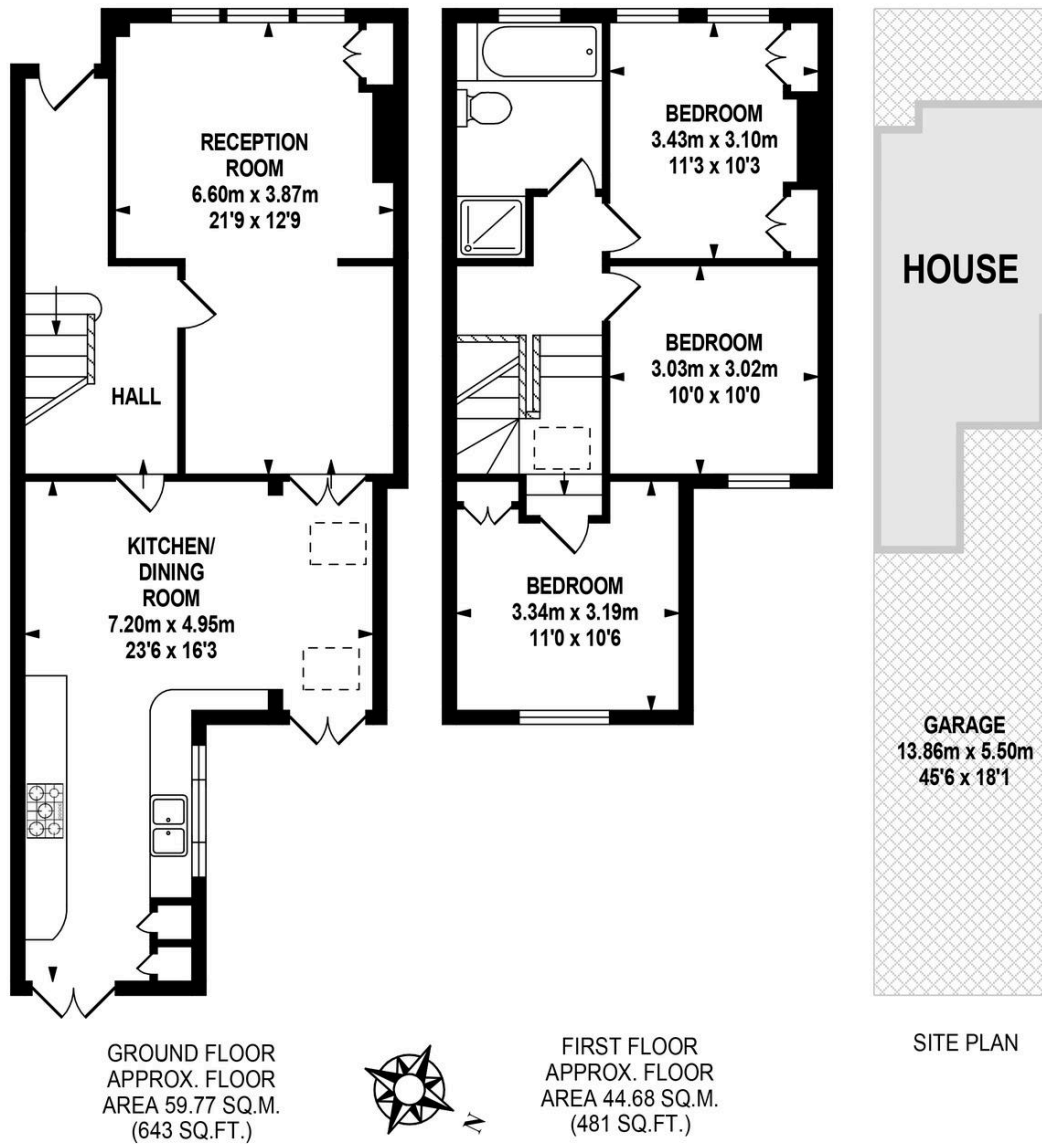 RECEPTION
ROOM
6.60m x 3.87m
21'9 x 12'9
HALL
KITCHEN/
DINING
ROOM
7.20m x 4.95m
23'6 x 16'3
GROUND FLOOR
APPROX. FLOOR
AREA 59.77 SQ.M.
(643 SQ.FT.)
BEDROOM
3.43m x 3.10m
11'3 x 10'3
BEDROOM
3.03m x 3.02m
10'0 x 10'0
BEDROOM
3.34m x 3.19m
11'0 x 10'6
N
FIRST FLOOR
APPROX. FLOOR
AREA 44.68 SQ.M.
(481 SQ.FT.)
HOUSE
GARAGE
13.86m x 5.50m
45'6 x 18'1
SITE PLAN